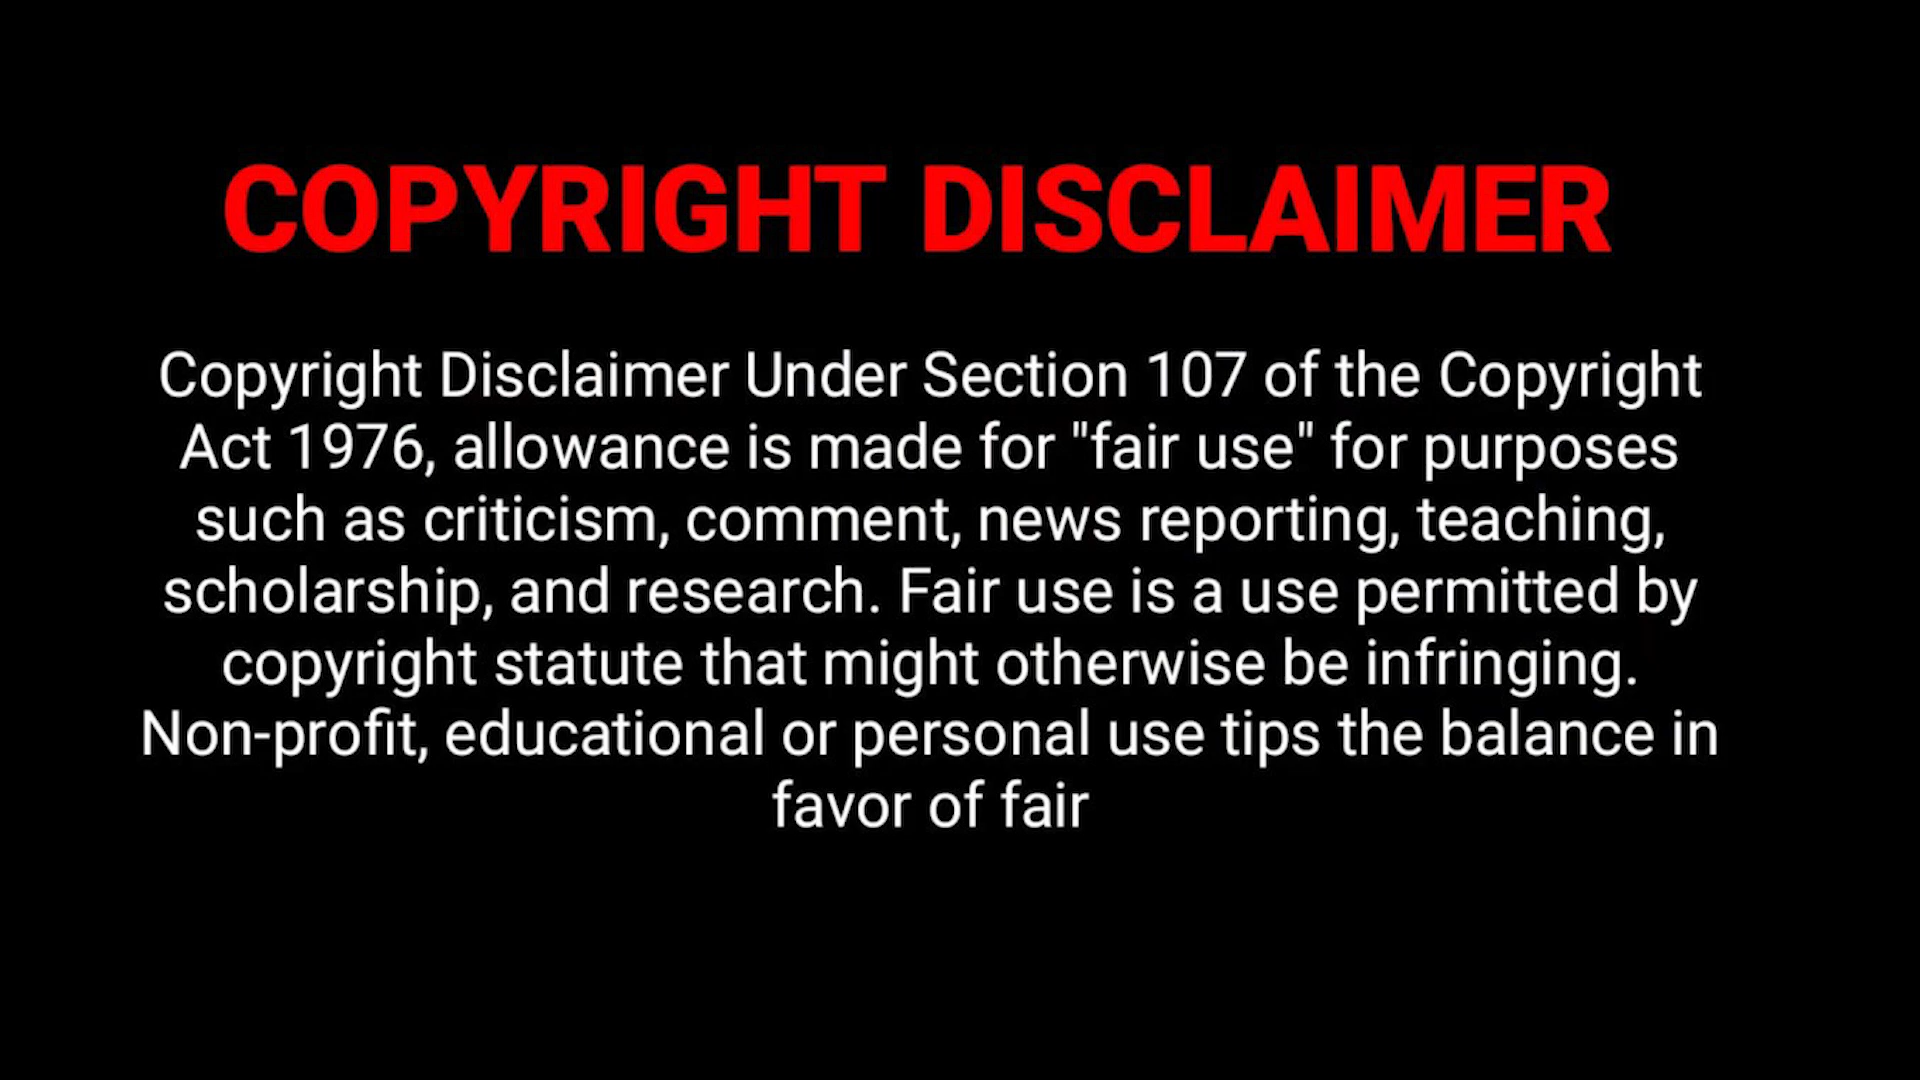 COPYRIGHT DISCLAIMER
Copyright Disclaimer Under Section 107 of the Copyright
Act 1976, allowance is made for "fair use" for purposes
such as criticism, comment, news reporting, teaching,
scholarship, and research. Fair use is a use permitted by
copyright statute that might otherwise be infringing.
Non-profit, educational or personal use tips the balance in
favor of fair